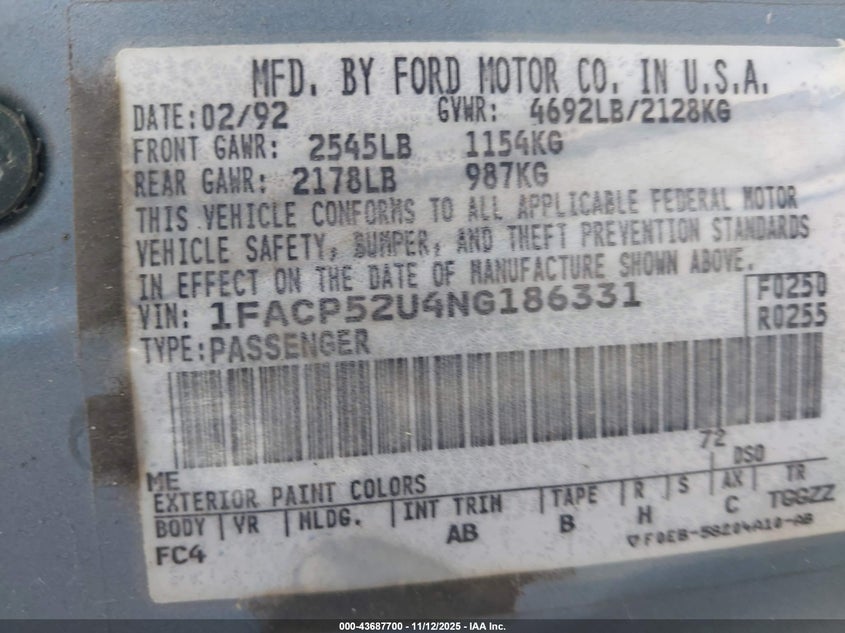 MFD. BY FORD MOTOR CO. IN U.S.A.
DATE: 02/92 GVWR: 4692LB/2128KG
FRONT GAWR: 2545LB 1154KG
REAR GAWR: 2178LB 987KG
THIS VEHICLE CONFORMS TO ALL APPLICABLE FEDERAL MOTOR
VEHICLE SAFETY, BUMPER, AND THEFT PREVENTION STANDARDS
IN EFFECT ON THE DATE OF MANUFACTURE SHOWN ABOVE.
VIN: 1FACP52U4NG186331 F0250
TYPE: PASSENGER R0255
72
ME DSO
EXTERIOR PAINT COLORS
BODY VR MLDG. INT TRIM TAPE R S AX TR
FC4 AB B H C TGGZZ
F0EB-58204A10-AB
000-43687700 - 11/12/2025 - IAA Inc.